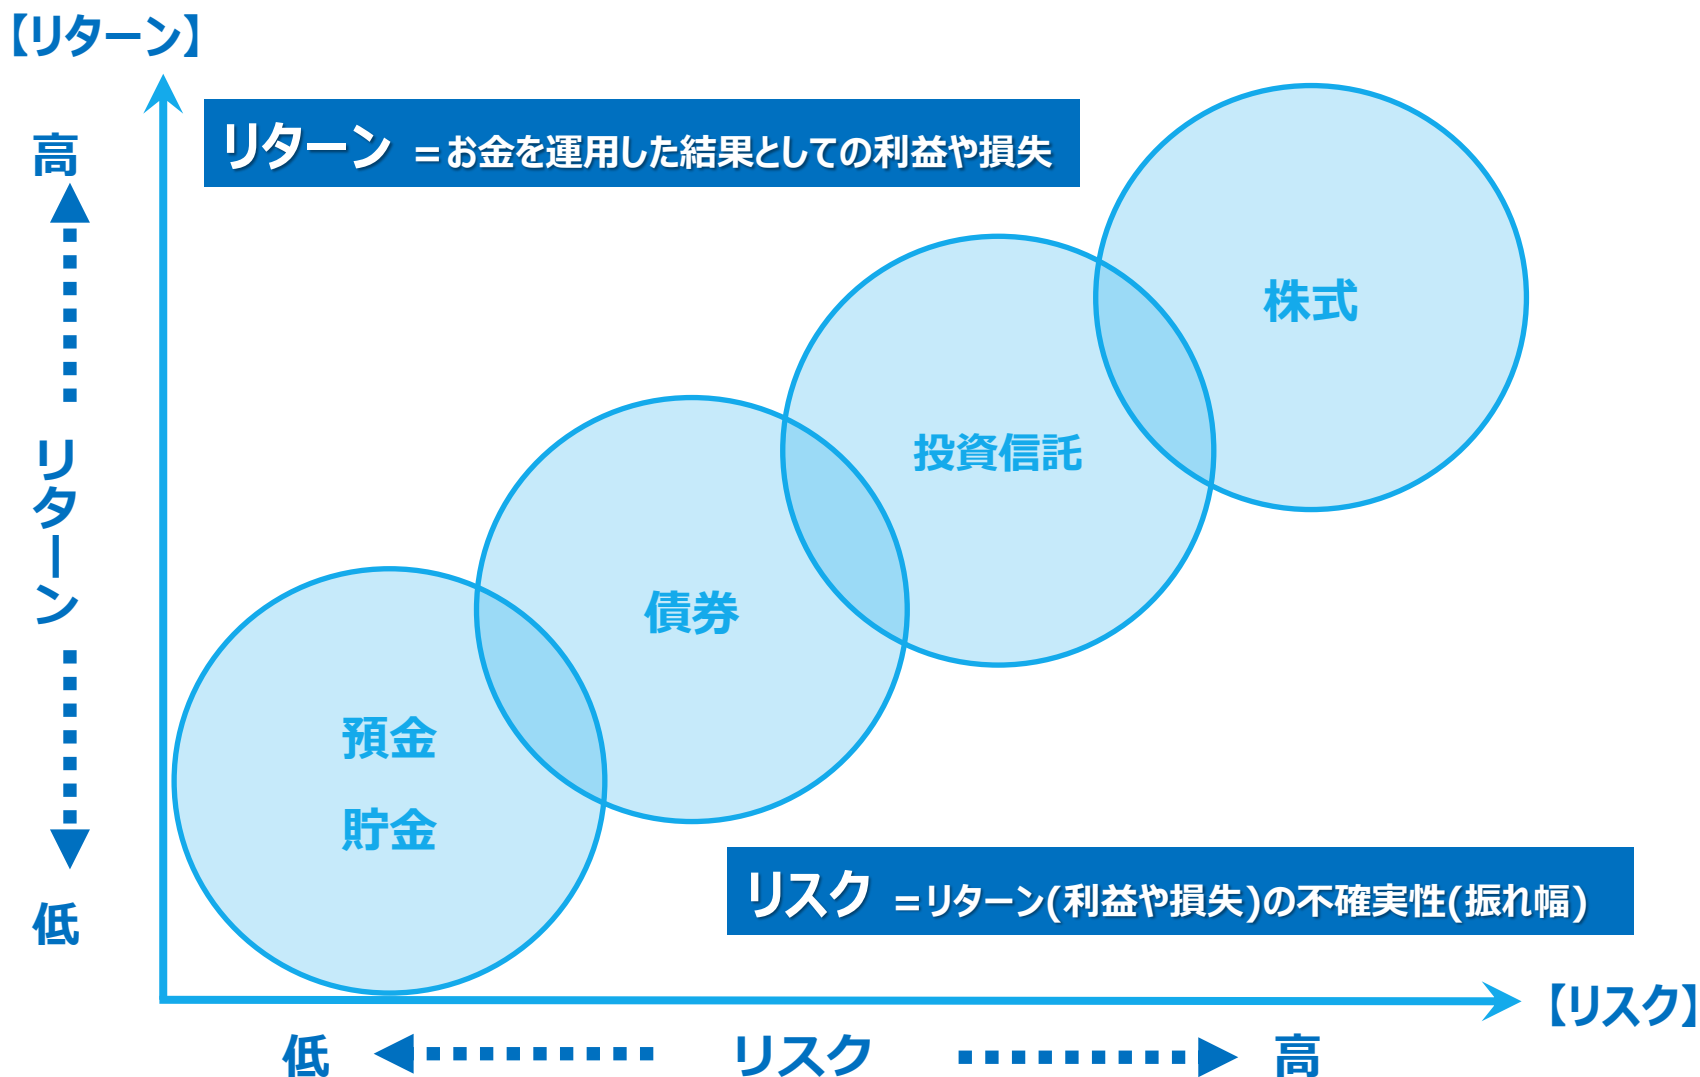 【リターン】
高
リターン =お金を運用した結果としての利益や損失
株式
投資信託
リターン
債券
預金
貯金
リスク =リターン(利益や損失)の不確実性(振れ幅)
低
【リスク】
低
リスク
高